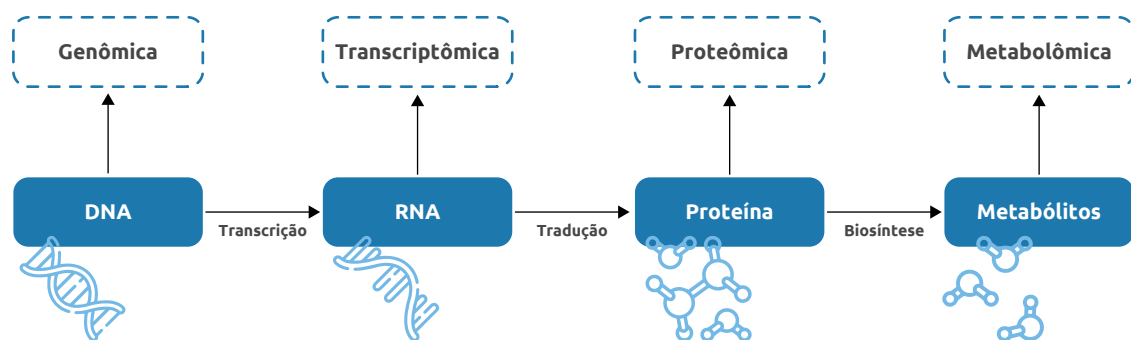 Genômica
Transcriptômica
Proteômica
Metabolômica
DNA
Transcrição
RNA
Tradução
Proteína
Biosíntese
Metabólitos